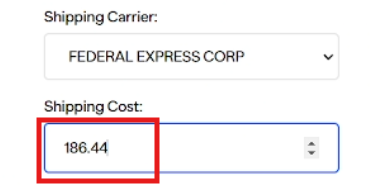 Shipping Carrier:
FEDERAL EXPRESS CORP
Shipping Cost:
186.44